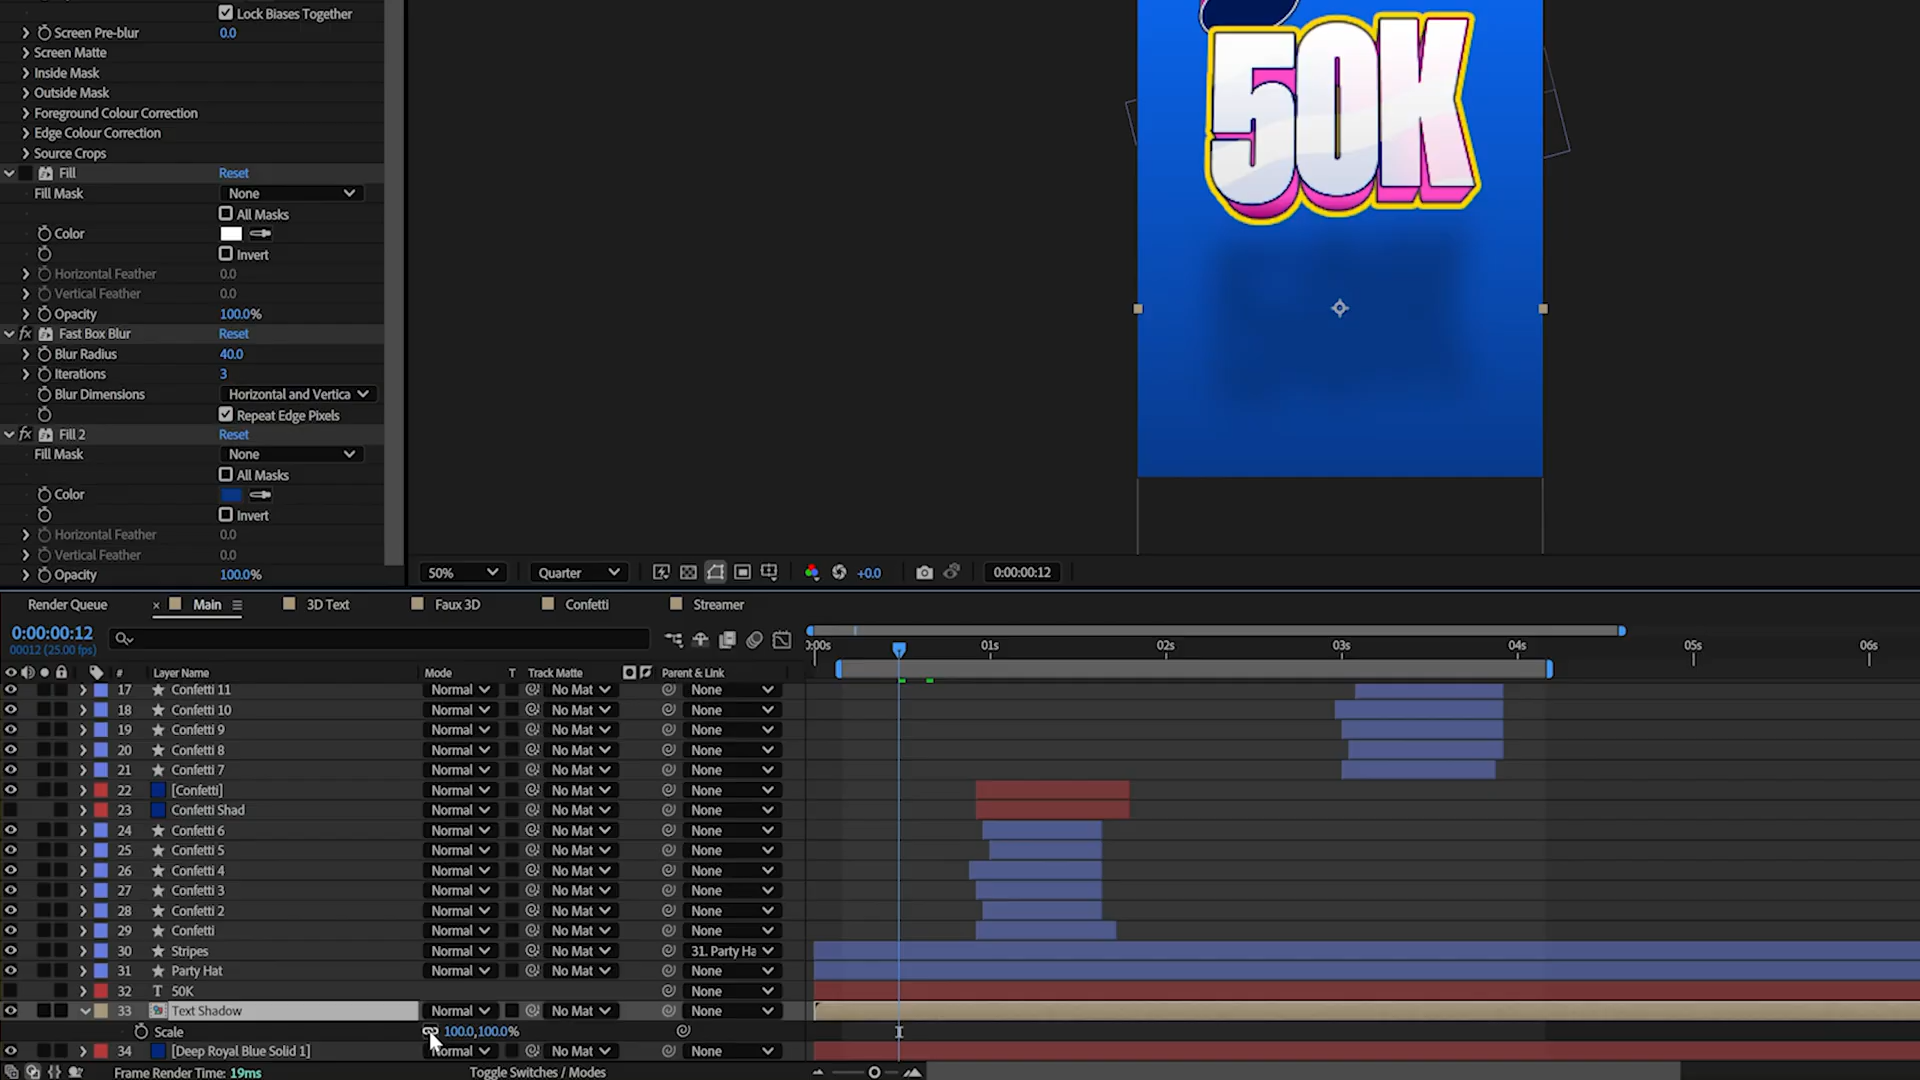 Lock Biases Together
Screen Pre-blur 0.0
Screen Matte
Inside Mask
Outside Mask
Foreground Colour Correction
Edge Colour Correction
Source Crops
Fill Reset
Fill Mask None
All Masks
Color
Invert
Horizontal Feather 0.0
Vertical Feather 0.0
Opacity 100.0%
fx Fast Box Blur Reset
Blur Radius 40.0
Iterations 3
Blur Dimensions Horizontal and Vertica
Repeat Edge Pixels
fx Fill 2 Reset
Fill Mask None
All Masks
Color
Invert
Horizontal Feather 0.0
Vertical Feather 0.0
Opacity 100.0%
50K
50% Quarter +0.0 0:00:00:12
Render Queue × Main 3D Text Faux 3D Confetti Streamer
0:00:00:12
00012 (25.00 fps)
:00s 01s 02s 03s 04s 05s 06s
# Layer Name Mode T Track Matte Parent & Link
17 Confetti 11 Normal No Mat None
18 Confetti 10 Normal No Mat None
19 Confetti 9 Normal No Mat None
20 Confetti 8 Normal No Mat None
21 Confetti 7 Normal No Mat None
22 [Confetti] Normal No Mat None
23 Confetti Shad Normal No Mat None
24 Confetti 6 Normal No Mat None
25 Confetti 5 Normal No Mat None
26 Confetti 4 Normal No Mat None
27 Confetti 3 Normal No Mat None
28 Confetti 2 Normal No Mat None
29 Confetti Normal No Mat None
30 Stripes Normal No Mat 31. Party Ha
31 Party Hat Normal No Mat None
32 T 50K None
33 Text Shadow Normal No Mat None
Scale 100.0,100.0%
34 [Deep Royal Blue Solid 1] Normal No Mat None
Frame Render Time: 19ms Toggle Switches / Modes